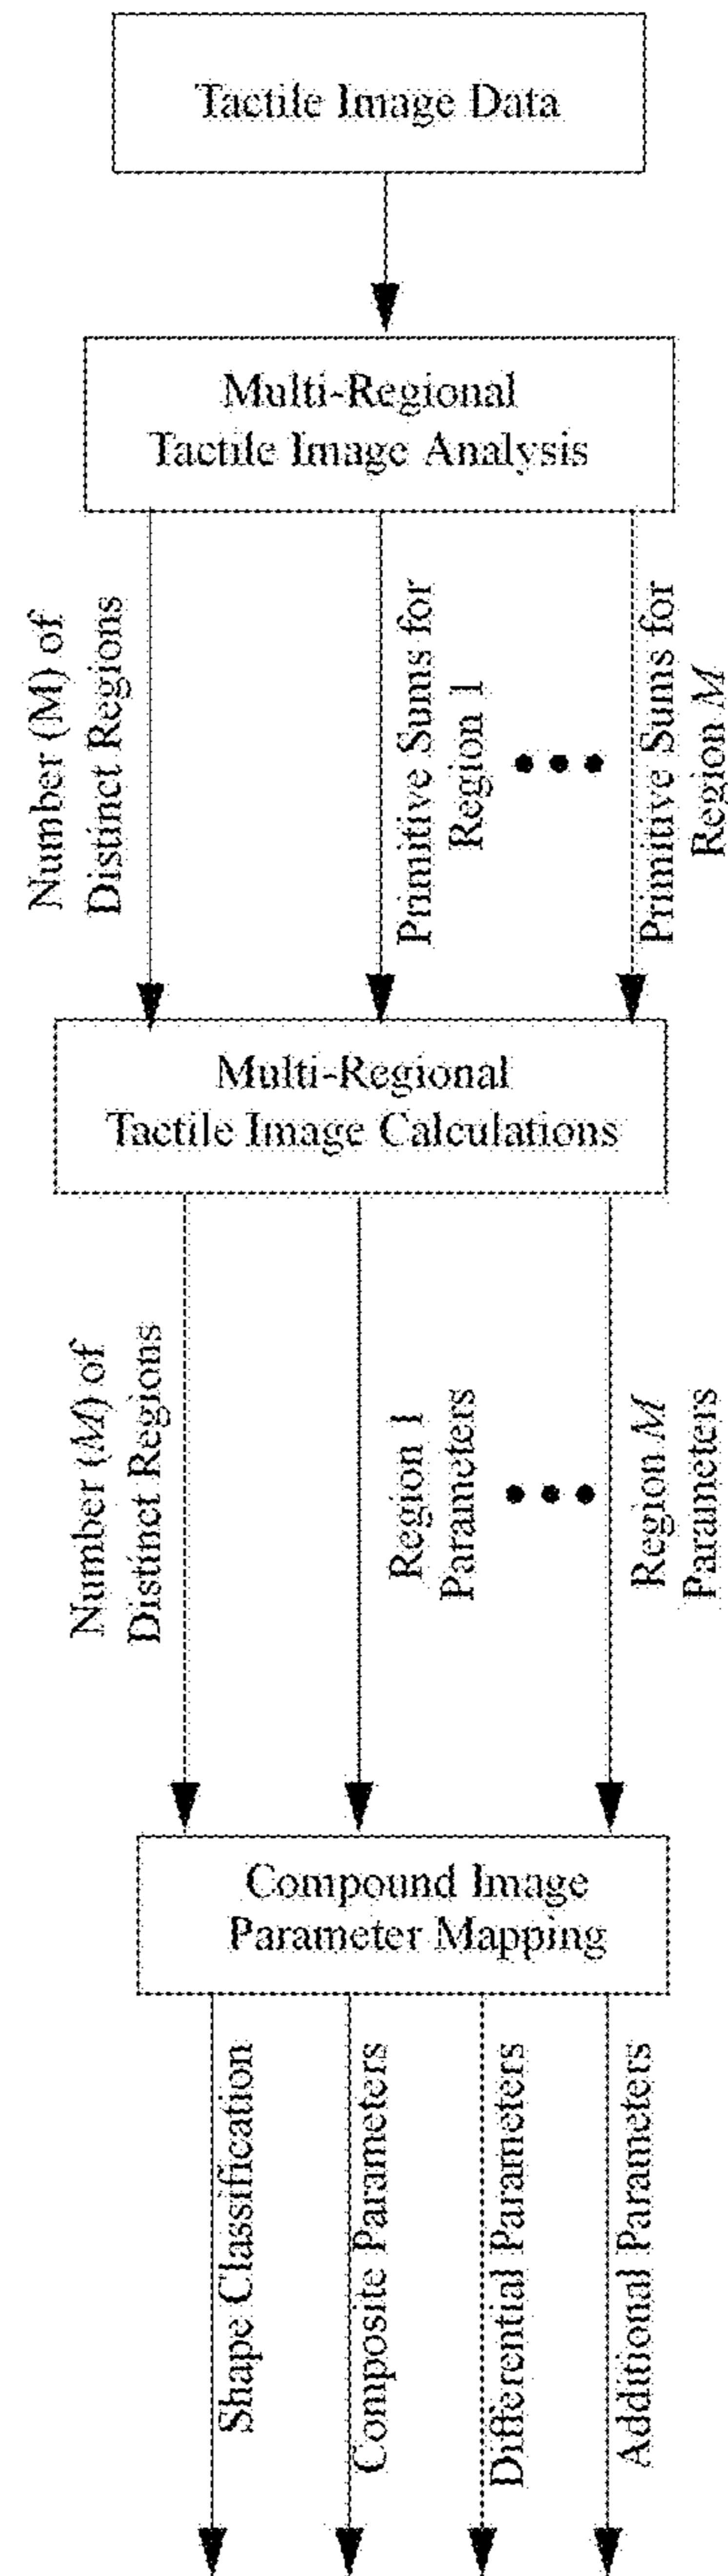 Tactile Image Data
Multi-Regional
Tactile Image Analysis
Number (M) of
Distinct Regions
Primitive Sums for
Region 1
Primitive Sums for
Region M
Multi-Regional
Tactile Image Calculations
Number (M) of
Distinct Regions
Region 1
Parameters
Region M
Parameters
Compound Image
Parameter Mapping
Shape Classification
Composite Parameters
Differential Parameters
Additional Parameters